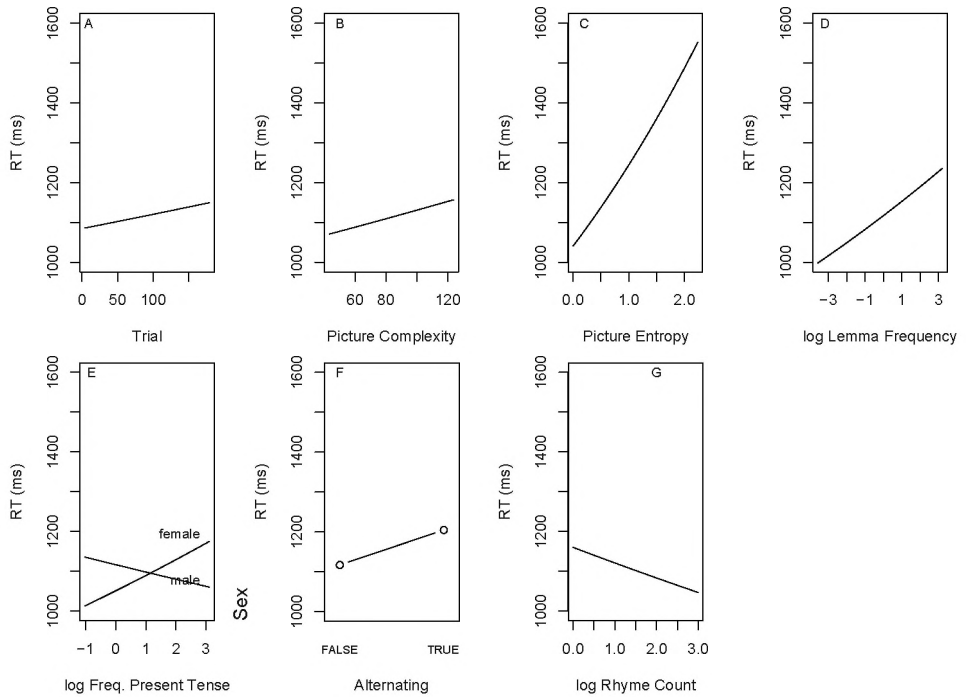 A
RT (ms)
1000
1200
1400
1600
0
50
100
Trial
B
RT (ms)
1000
1200
1400
1600
60
80
120
Picture Complexity
C
RT (ms)
1000
1200
1400
1600
0.0
1.0
2.0
Picture Entropy
D
RT (ms)
1000
1200
1400
1600
−3
−1
1
3
log Lemma Frequency
E
RT (ms)
1000
1200
1400
1600
female
male
−1
0
1
2
3
log Freq. Present Tense
Sex
F
RT (ms)
1000
1200
1400
1600
FALSE
TRUE
Alternating
G
RT (ms)
1000
1200
1400
1600
0.0
1.0
2.0
3.0
log Rhyme Count